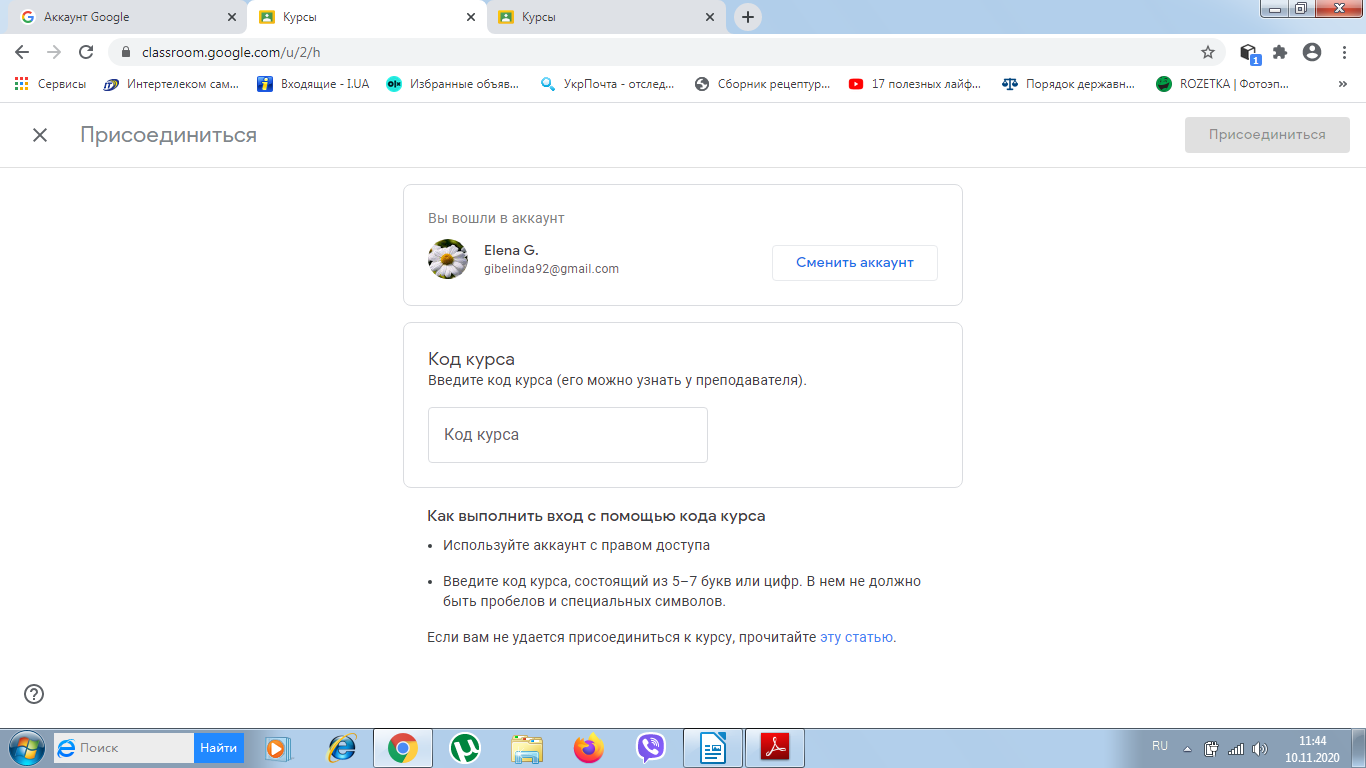 Аккаунт Google
Курсы
Курсы
classroom.google.com/u/2/h
1
Сервисы
Интертелеком сам...
Входящие - I.UA
Избранные объяв...
УкрПочта - отслед...
Сборник рецептур...
17 полезных лайф...
Порядок державн...
ROZETKA | Фотоэп...
»
Присоединиться
Присоединиться
Вы вошли в аккаунт
Elena G.
gibelinda92@gmail.com
Сменить аккаунт
Код курса
Введите код курса (его можно узнать у преподавателя).
Код курса
Как выполнить вход с помощью кода курса
• Используйте аккаунт с правом доступа
• Введите код курса, состоящий из 5–7 букв или цифр. В нем не должно
быть пробелов и специальных символов.
Если вам не удается присоединиться к курсу, прочитайте эту статью.
Поиск
Найти
RU
11:44
10.11.2020